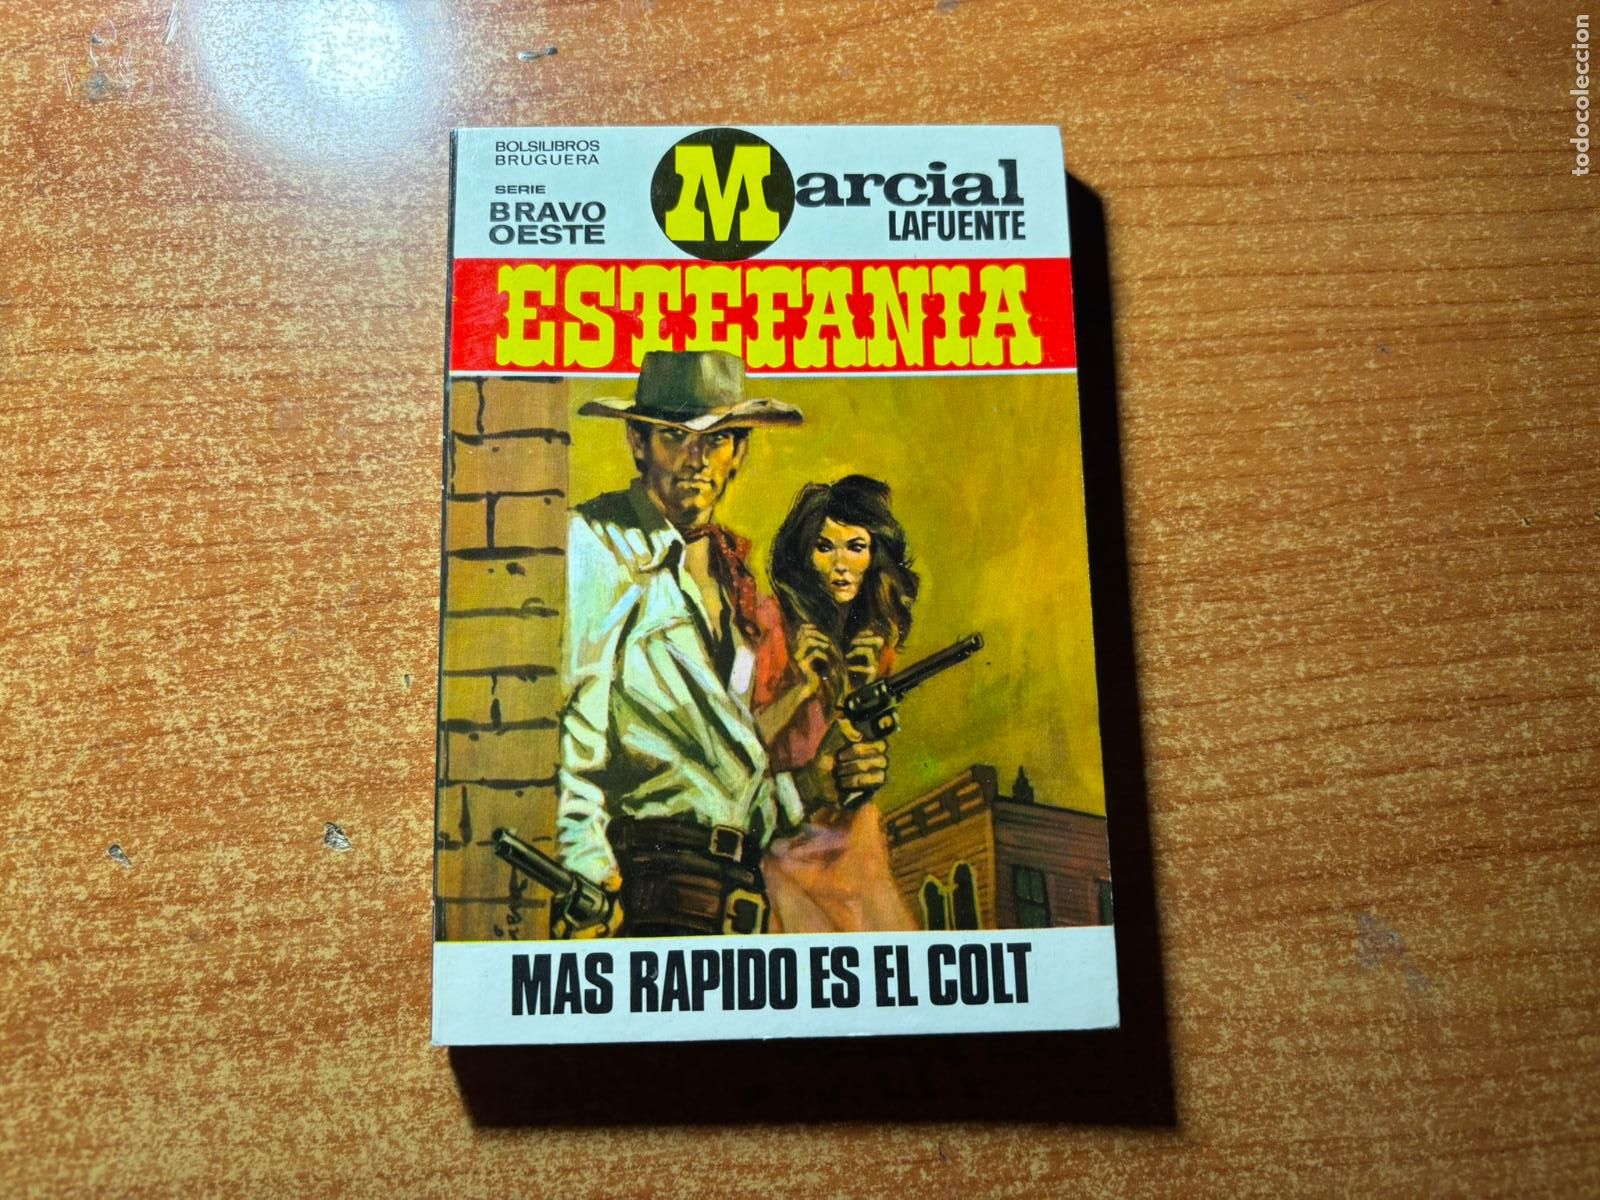 BOLSILIBROS
BRUGUERA
SERIE
BRAVO
OESTE
Marcial
LAFUENTE
ESTEFANIA
MAS RAPIDO ES EL COLT
todocoleccion